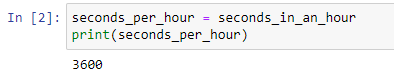 In [2]: seconds_per_hour = seconds_in_an_hour
print(seconds_per_hour)
3600